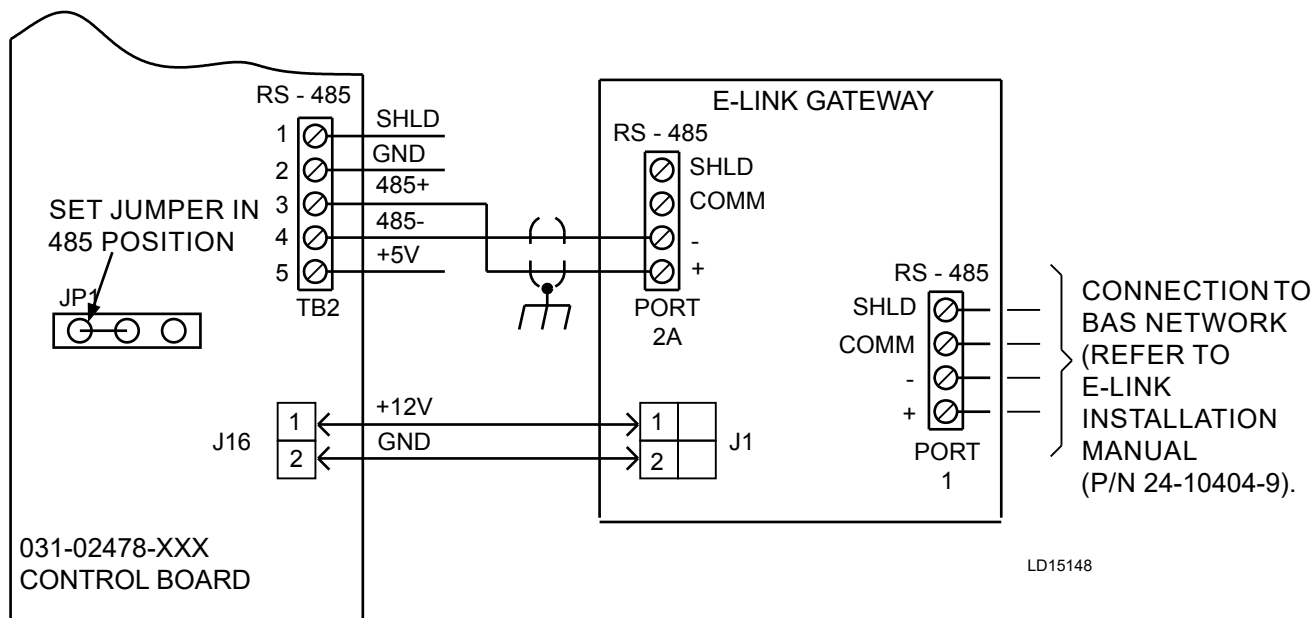 RS - 485
1
SHLD
2
GND
3
485+
4
485-
5
+5V
TB2
SET JUMPER IN
485 POSITION
JP1
J16
1
+12V
2
GND
031-02478-XXX
CONTROL BOARD
E-LINK GATEWAY
RS - 485
SHLD
COMM
-
+
PORT
2A
1
2
J1
RS - 485
SHLD
COMM
-
+
PORT
1
CONNECTION TO
BAS NETWORK
(REFER TO
E-LINK
INSTALLATION
MANUAL
(P/N 24-10404-9).
LD15148